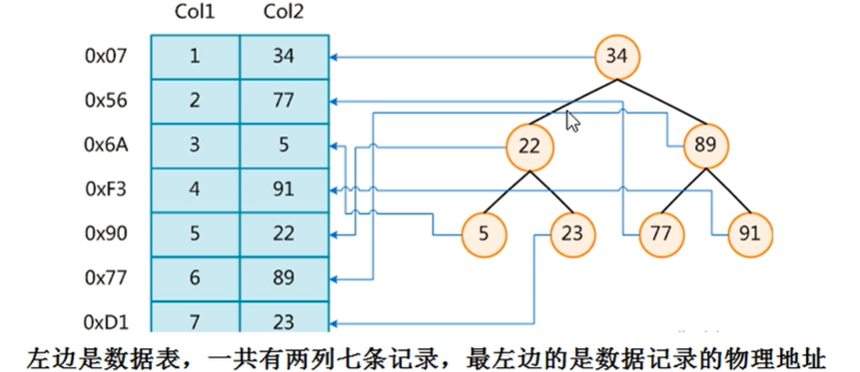 Col1 Col2
0x07 1 34
0x56 2 77
0x6A 3 5
0xF3 4 91
0x90 5 22
0x77 6 89
0xD1 7 23
34
22 89
5 23 77 91
左边是数据表，一共有两列七条记录，最左边的是数据记录的物理地址